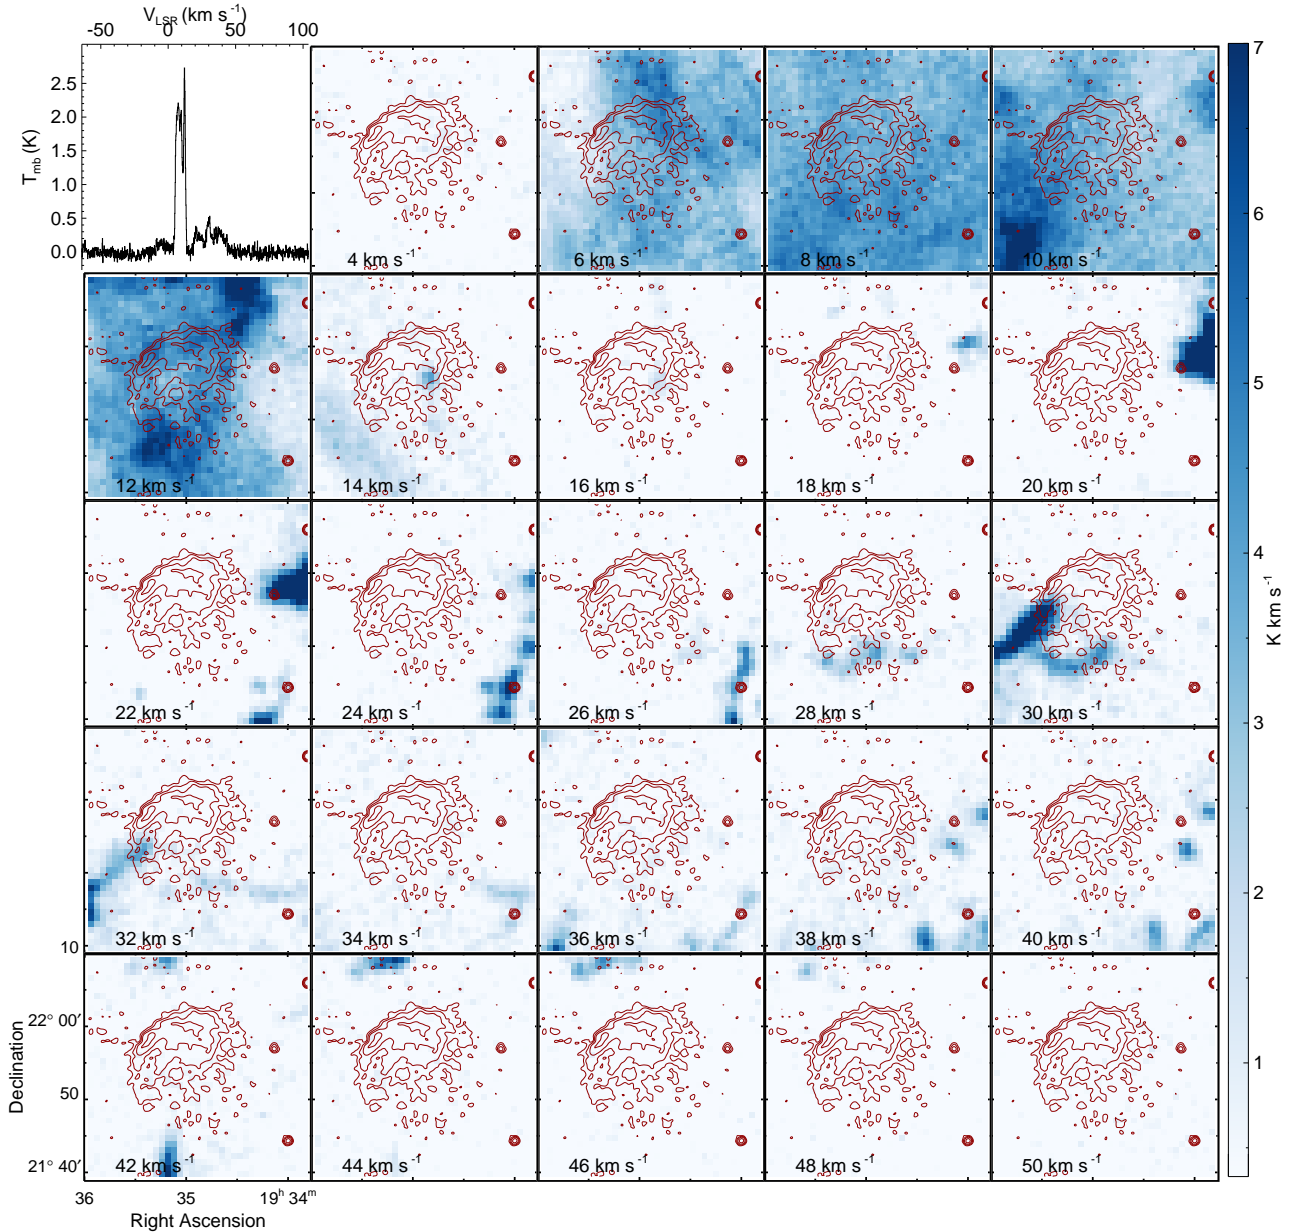 V_LSR (km s⁻¹)
-50 0 50 100
T_mb (K)
2.5
2.0
1.5
1.0
0.5
0.0
4 km s⁻¹
6 km s⁻¹
8 km s⁻¹
10 km s⁻¹
12 km s⁻¹
14 km s⁻¹
16 km s⁻¹
18 km s⁻¹
20 km s⁻¹
22 km s⁻¹
24 km s⁻¹
26 km s⁻¹
28 km s⁻¹
30 km s⁻¹
32 km s⁻¹
34 km s⁻¹
36 km s⁻¹
38 km s⁻¹
40 km s⁻¹
42 km s⁻¹
44 km s⁻¹
46 km s⁻¹
48 km s⁻¹
50 km s⁻¹
10
22° 00′
50
21° 40′
Declination
36 35 19ʰ 34ᵐ
Right Ascension
7
6
5
4
3
2
1
K km s⁻¹